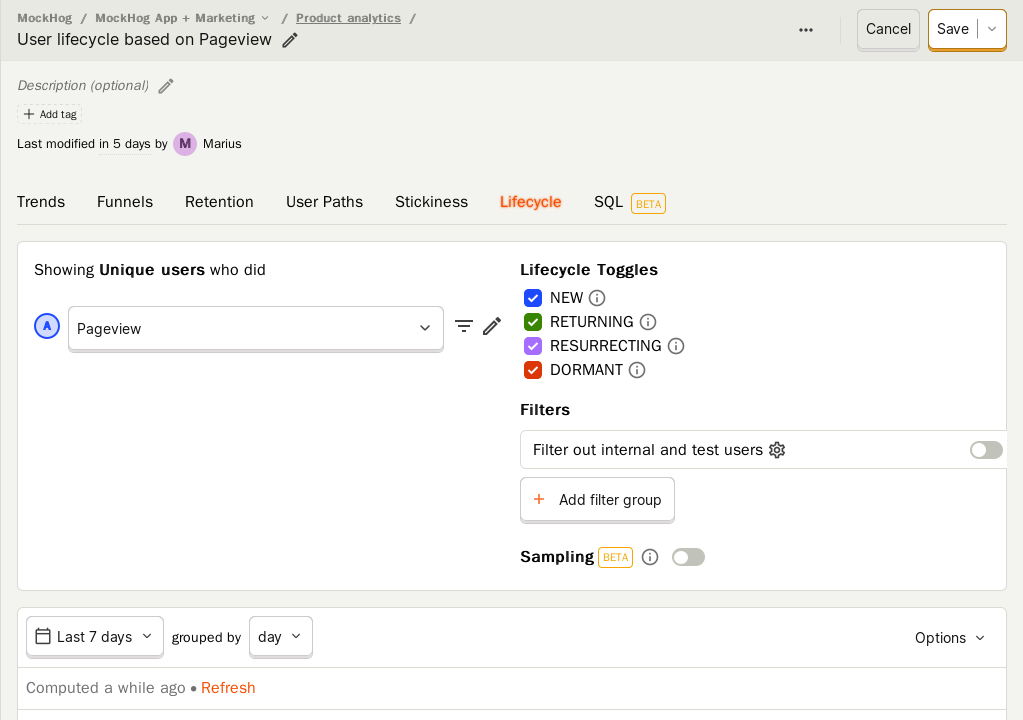 MockHog / MockHog App + Marketing / Product analytics /
User lifecycle based on Pageview
Cancel
Save
Description (optional)
Add tag
Last modified in 5 days by M Marius
Trends Funnels Retention User Paths Stickiness Lifecycle SQL BETA
Showing Unique users who did
A Pageview
Lifecycle Toggles
NEW
RETURNING
RESURRECTING
DORMANT
Filters
Filter out internal and test users
+ Add filter group
Sampling BETA
Last 7 days grouped by day
Options
Computed a while ago • Refresh